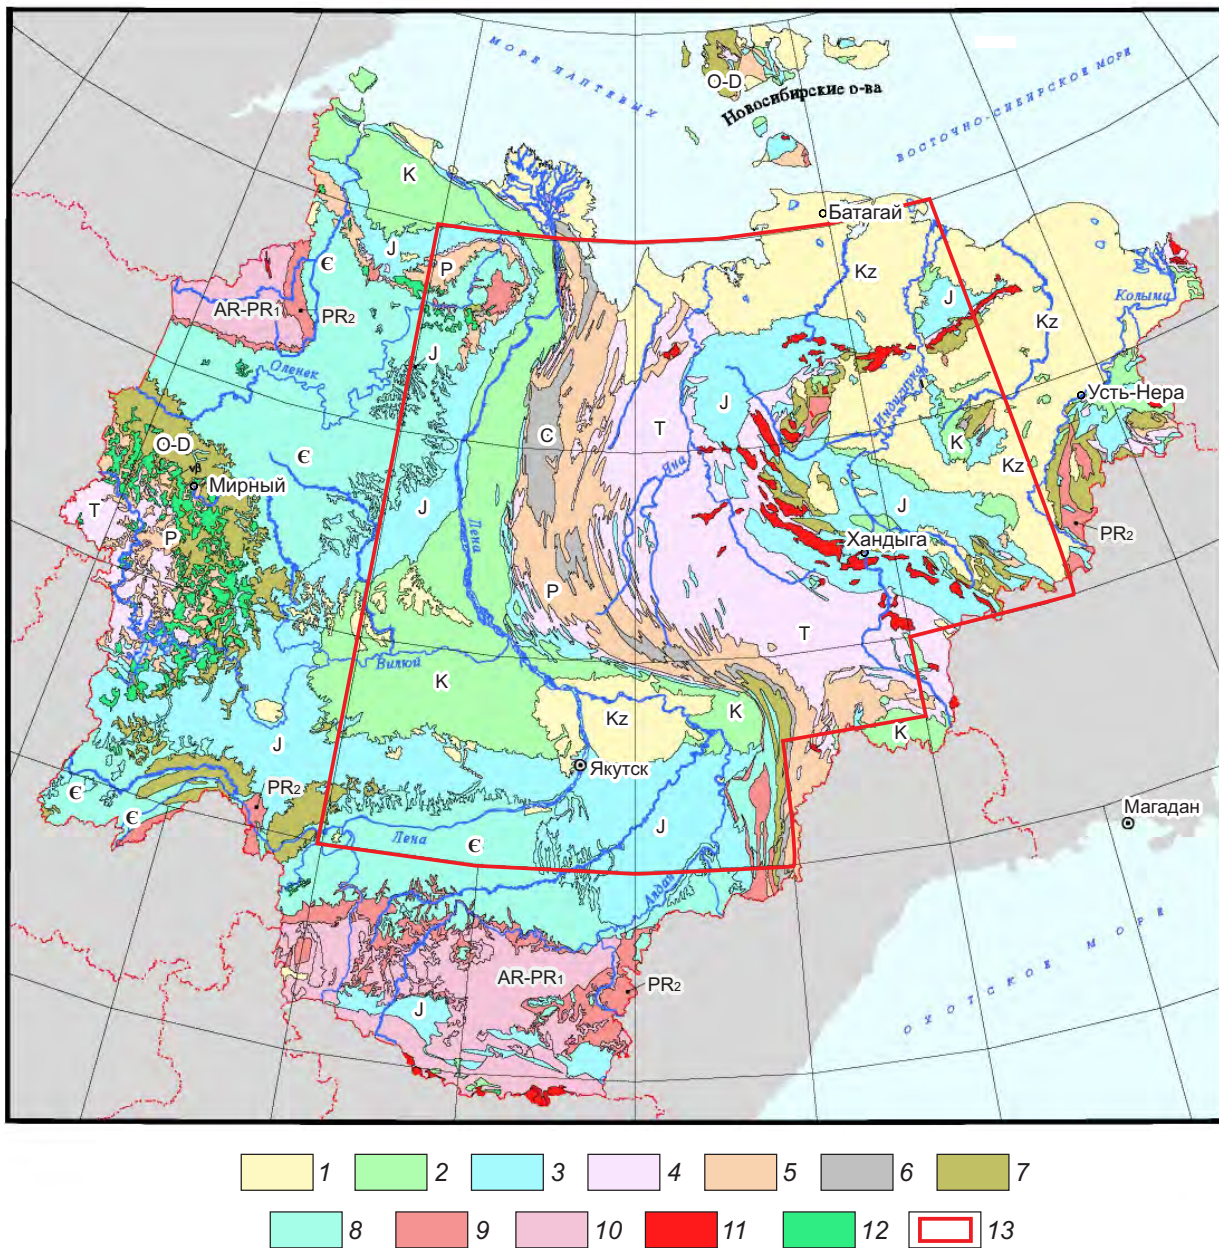 МОРЕ ЛАПТЕВЫХ
O-D
Новосибирские о-ва
ВОСТОЧНО-СИБИРСКОЕ МОРЕ
K
Батагай
J
P
Є
Kz
J
Колыма
AR-PR1
PR2
Kz
J
Оленек
Индигирка
Усть-Нера
J
O-D
C
T
K
Є
Яна
Kz
νβ
Мирный
T
J
J
Лена
PR2
P
Хандыга
P
T
Вилюй
K
Kz
K
K
J
Якутск
Є
PR2
Магадан
Є
Лена
Є
J
Алдан
AR-PR1
PR2
J
ОХОТСКОЕ МОРЕ
1 2 3 4 5 6 7
8 9 10 11 12 13